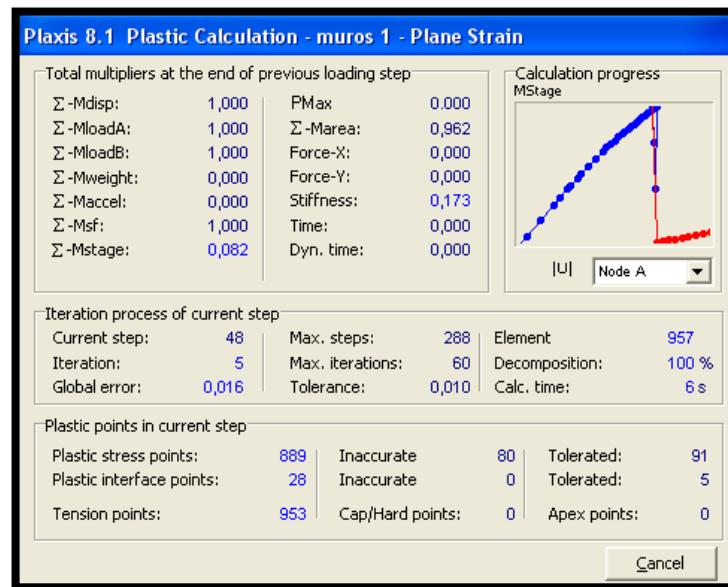 Plaxis 8.1 Plastic Calculation - muros 1 - Plane Strain
Total multipliers at the end of previous loading step
Σ-Mdisp: 1,000 PMax 0.000
Σ-MloadA: 1,000 Σ-Marea: 0,962
Σ-MloadB: 1,000 Force-X: 0,000
Σ-Mweight: 0,000 Force-Y: 0,000
Σ-Maccel: 0,000 Stiffness: 0,173
Σ-Msf: 1,000 Time: 0,000
Σ-Mstage: 0,082 Dyn. time: 0,000
Calculation progress
MStage
|U| Node A
Iteration process of current step
Current step: 48 Max. steps: 288 Element 957
Iteration: 5 Max. iterations: 60 Decomposition: 100 %
Global error: 0,016 Tolerance: 0,010 Calc. time: 6 s
Plastic points in current step
Plastic stress points: 889 Inaccurate 80 Tolerated: 91
Plastic interface points: 28 Inaccurate 0 Tolerated: 5
Tension points: 953 Cap/Hard points: 0 Apex points: 0
Cancel